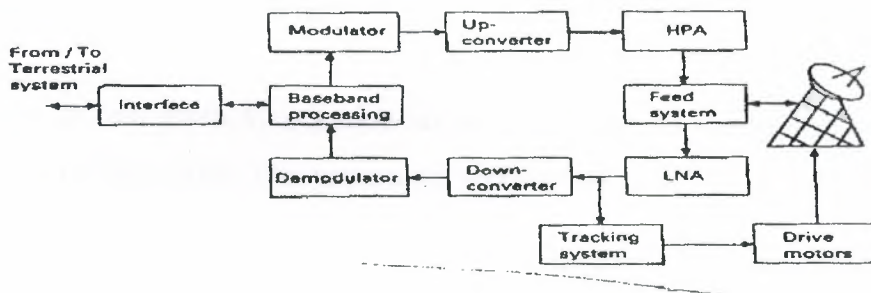 Modulator
Up-
converter
HPA
From / To
Terrestrial
system
Interface
Baseband
processing
Feed
system
Demodulator
Down-
converter
LNA
Tracking
system
Drive
motors